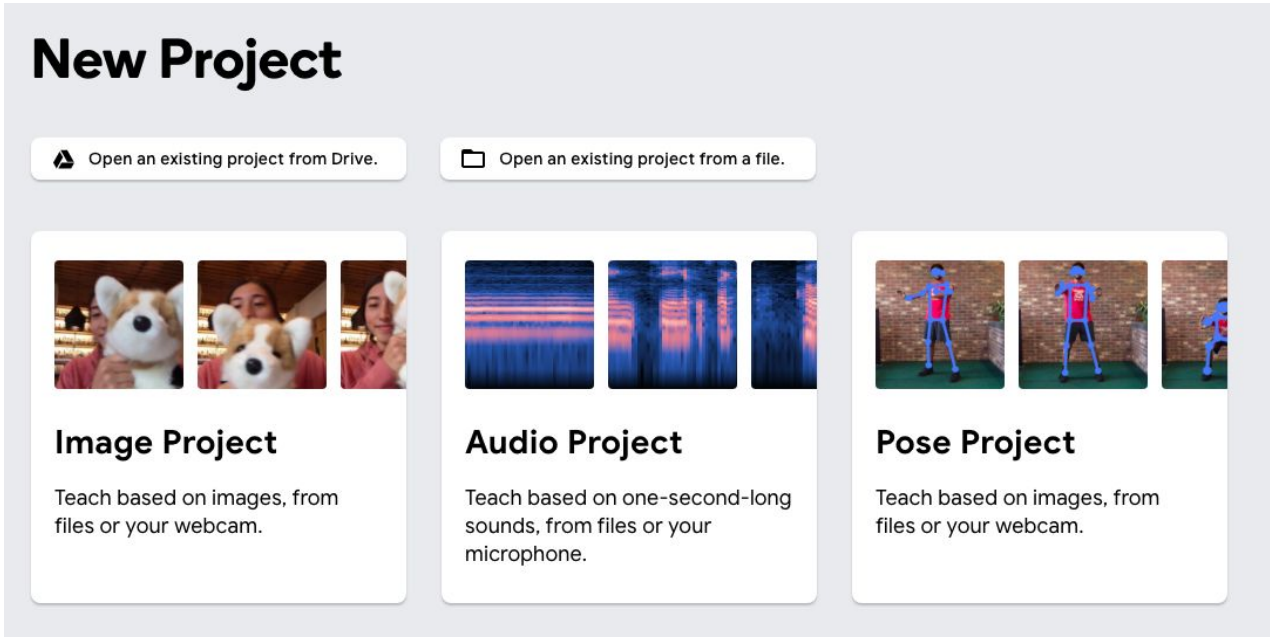 New Project
Open an existing project from Drive.
Open an existing project from a file.
Image Project
Teach based on images, from
files or your webcam.
Audio Project
Teach based on one-second-long
sounds, from files or your
microphone.
Pose Project
Teach based on images, from
files or your webcam.